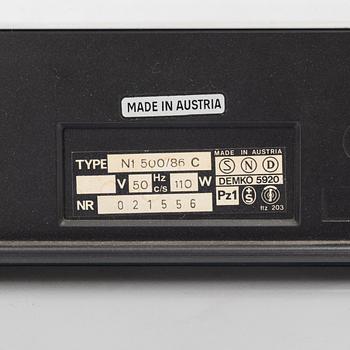 MADE IN AUSTRIA
MADE IN AUSTRIA
TYPE N1 500/86 C S N D
V 50 Hz c/s 110 W DEMKO 5920
NR 021556 Pz1 S
ftz 203